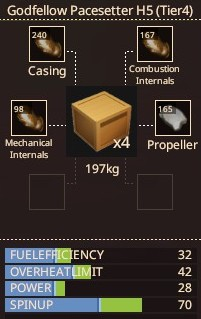 Godfellow Pacesetter H5 (Tier4)
240
167
Casing
Combustion
Internals
98
165
x4
Mechanical
Internals
Propeller
197kg
FUELEFFICIENCY 32
OVERHEATLIMIT 42
POWER 28
SPINUP 70